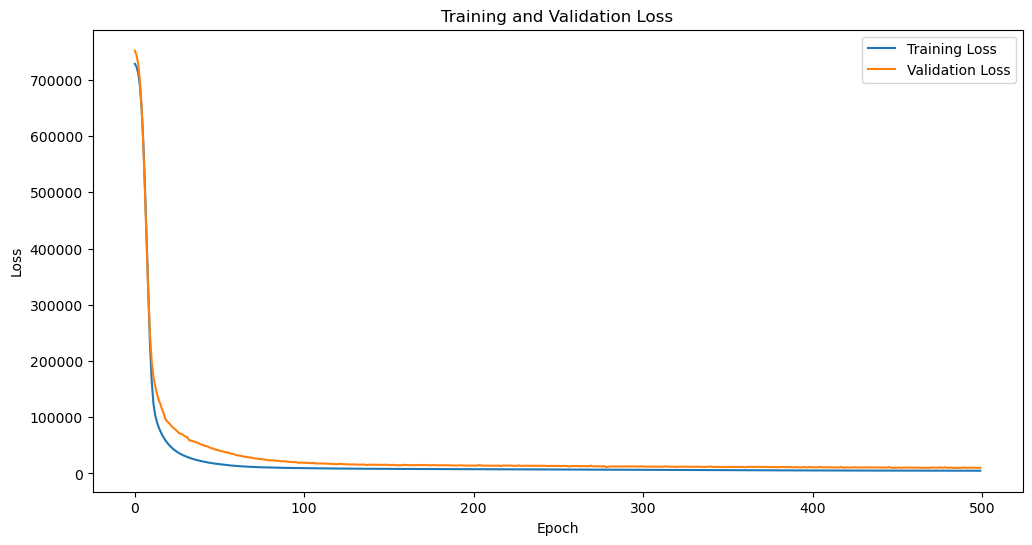 Training and Validation Loss
Training Loss
Validation Loss
Loss
700000
600000
500000
400000
300000
200000
100000
0
0 100 200 300 400 500
Epoch